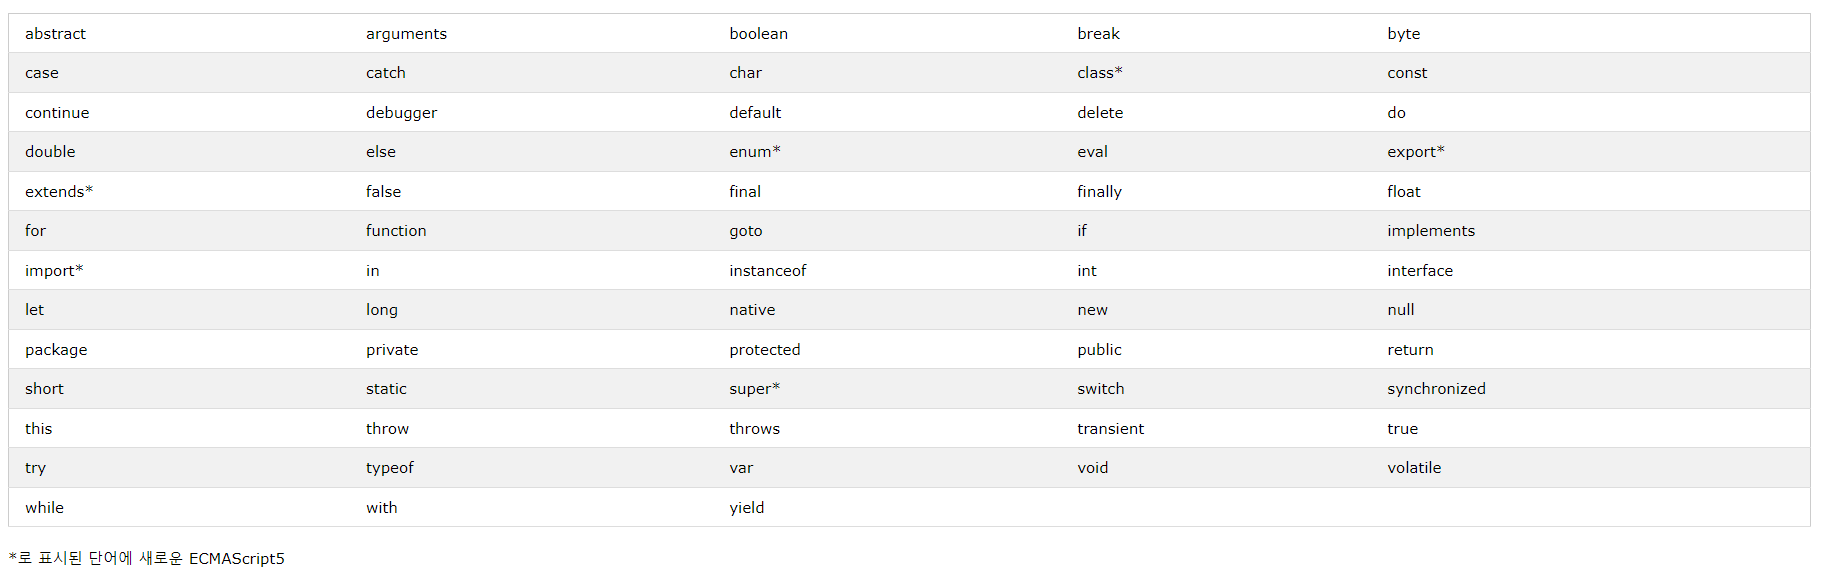 abstract arguments boolean break byte
case catch char class* const
continue debugger default delete do
double else enum* eval export*
extends* false final finally float
for function goto if implements
import* in instanceof int interface
let long native new null
package private protected public return
short static super* switch synchronized
this throw throws transient true
try typeof var void volatile
while with yield
*로 표시된 단어에 새로운 ECMAScript5